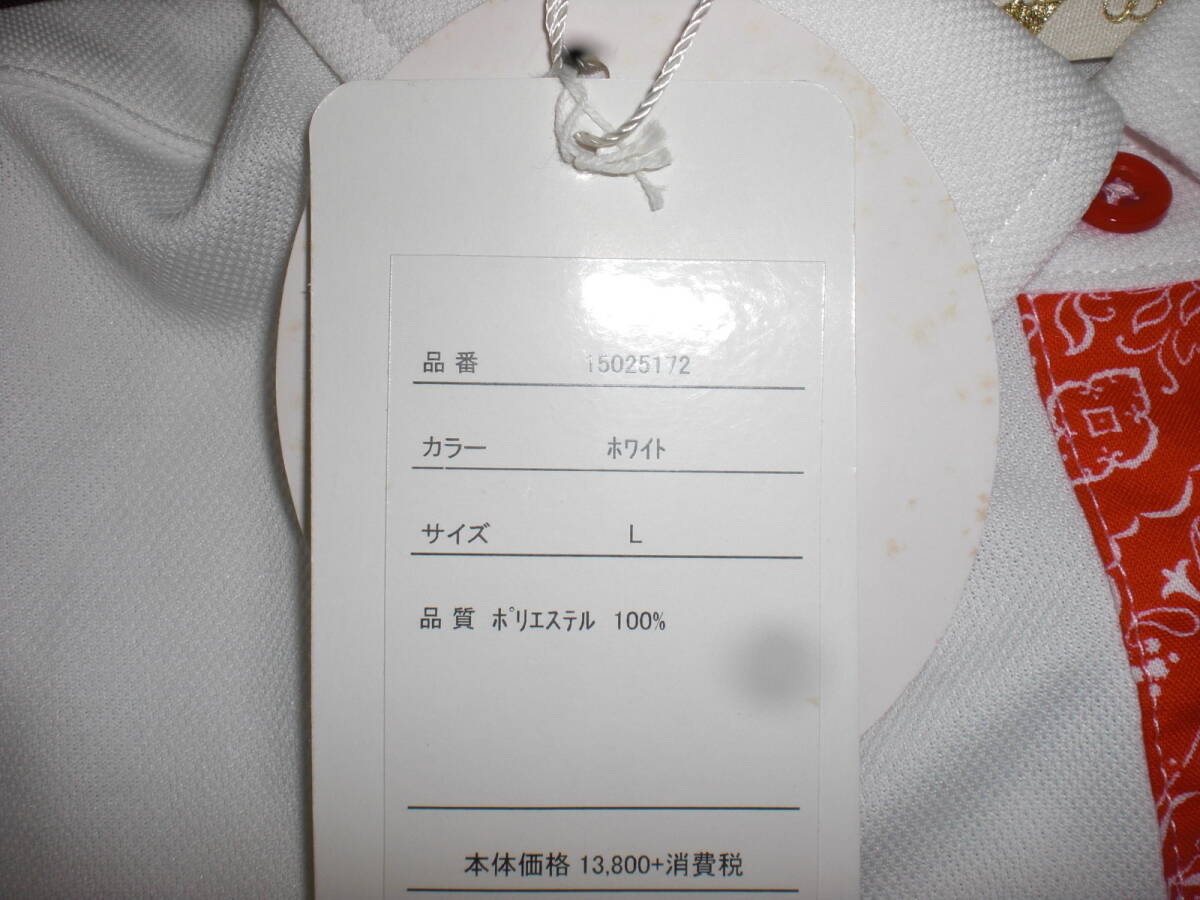 品番 15025172
カラー ホワイト
サイズ L
品質 ポリエステル 100%
本体価格 13,800+消費税